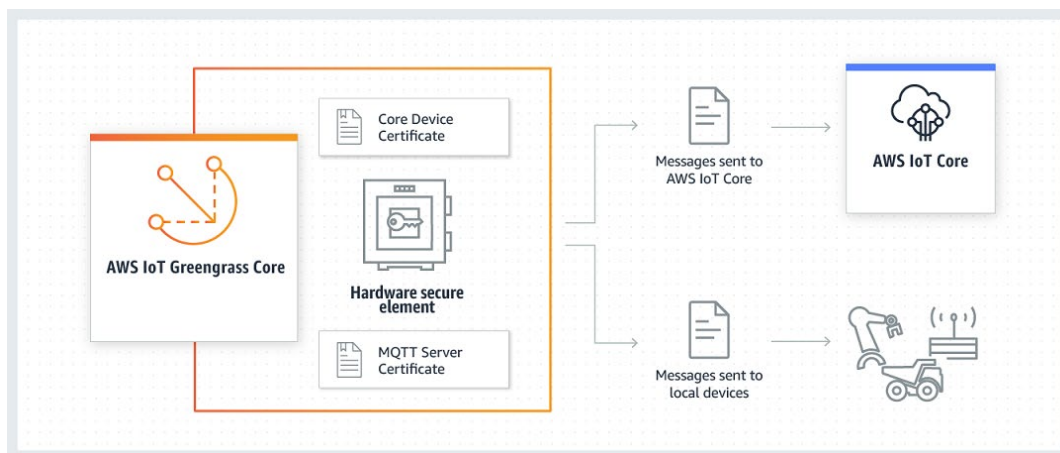 AWS IoT Greengrass Core
Core Device
Certificate
Hardware secure
element
MQTT Server
Certificate
Messages sent to
AWS IoT Core
AWS IoT Core
Messages sent to
local devices